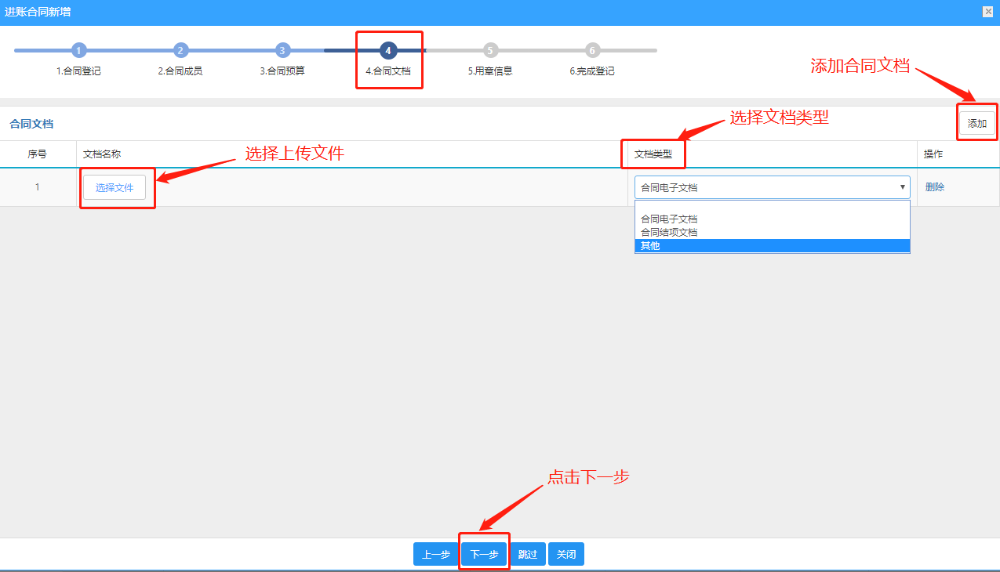 进账合同新增
1 2 3 4 5 6
1.合同登记 2.合同成员 3.合同预算 4.合同文档 5.用章信息 6.完成登记
添加合同文档
合同文档
选择文档类型
添加
序号 文档名称 选择上传文件 文档类型 操作
1 选择文件 合同电子文档 删除
合同电子文档
合同结项文档
其他
点击下一步
上一步 下一步 跳过 关闭